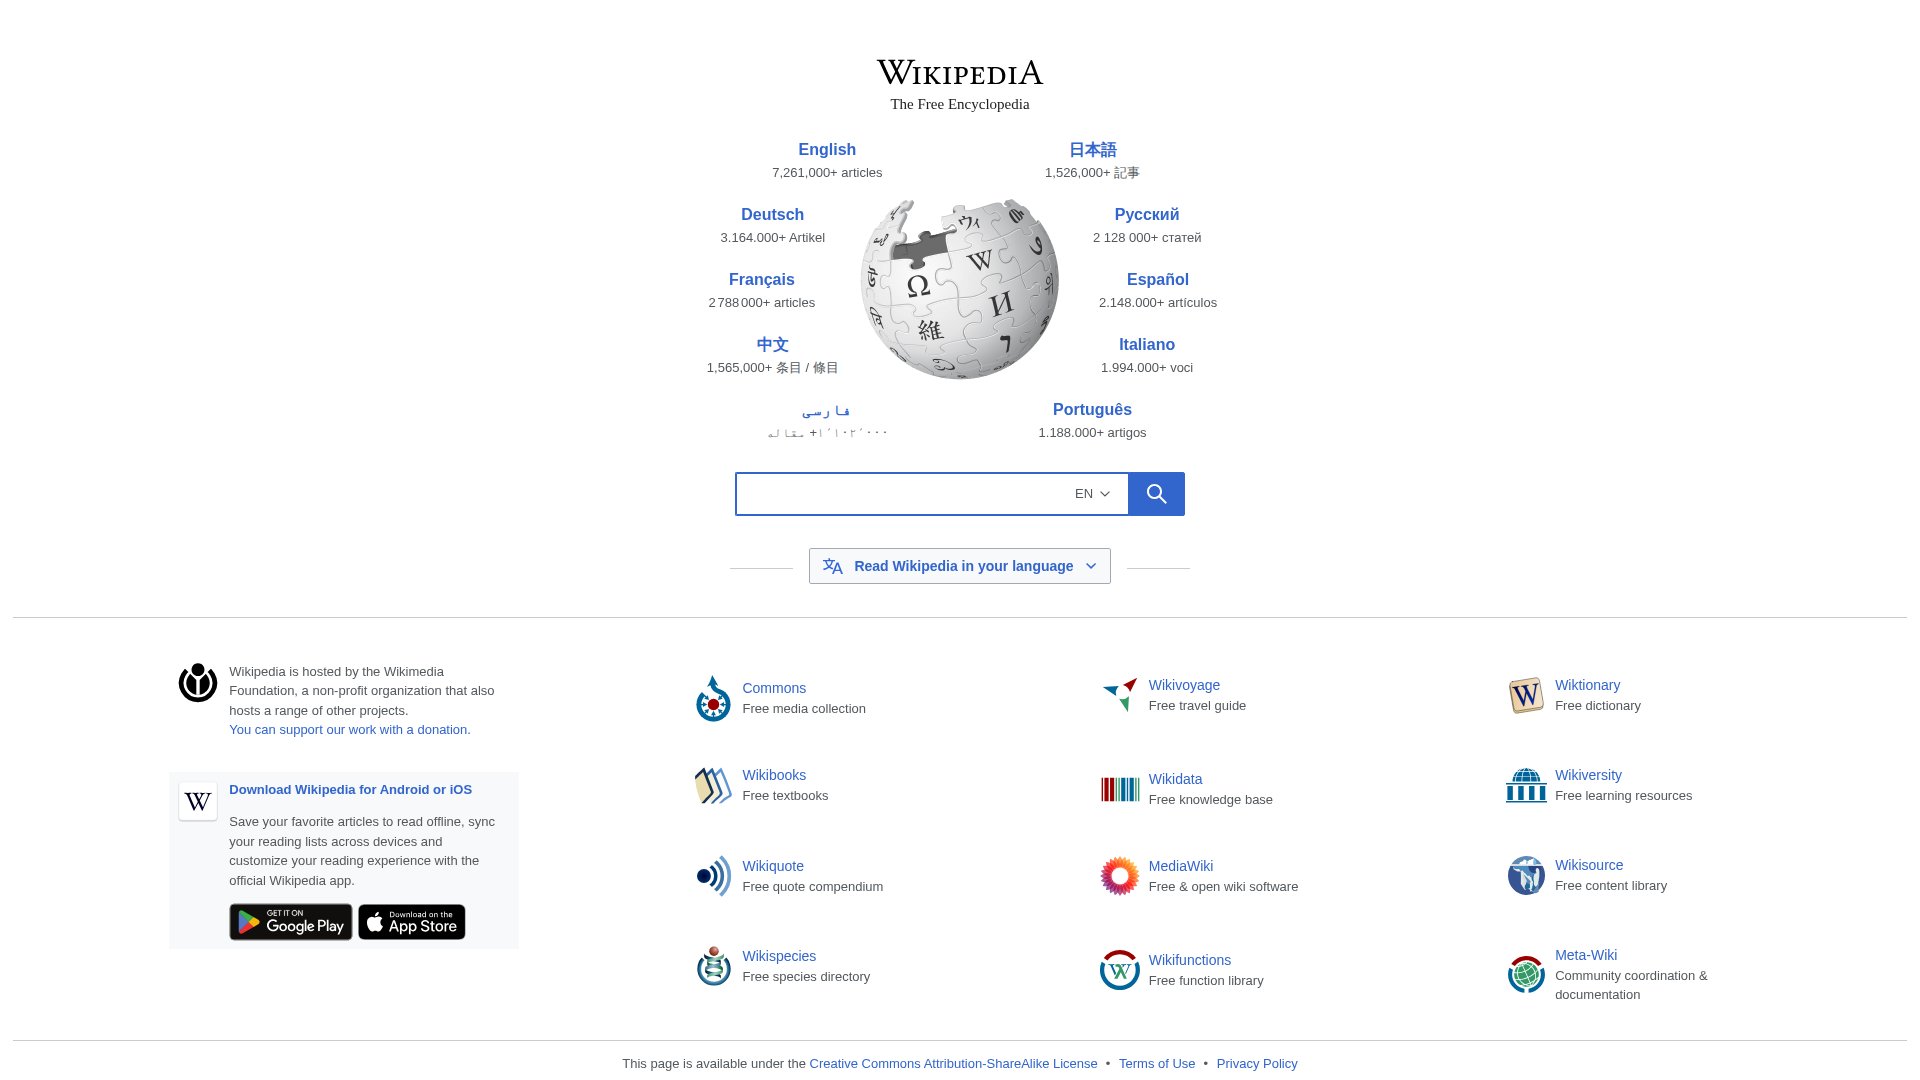 WIKIPEDIA
The Free Encyclopedia
English
7,261,000+ articles
日本語
1,526,000+ 記事
Deutsch
3.164.000+ Artikel
Русский
2 128 000+ статей
Français
2 788 000+ articles
Español
2.148.000+ artículos
中文
1,565,000+ 条目 / 條目
Italiano
1.994.000+ voci
فارسی
۱٬۱۰۲٬۰۰۰+ مقاله
Português
1.188.000+ artigos
EN
Read Wikipedia in your language
Wikipedia is hosted by the Wikimedia
Foundation, a non-profit organization that also
hosts a range of other projects.
You can support our work with a donation.
W
Download Wikipedia for Android or iOS
Save your favorite articles to read offline, sync
your reading lists across devices and
customize your reading experience with the
official Wikipedia app.
GET IT ON
Google Play
Download on the
App Store
Commons
Free media collection
Wikivoyage
Free travel guide
W
Wiktionary
Free dictionary
Wikibooks
Free textbooks
Wikidata
Free knowledge base
Wikiversity
Free learning resources
Wikiquote
Free quote compendium
MediaWiki
Free & open wiki software
Wikisource
Free content library
Wikispecies
Free species directory
Wikifunctions
Free function library
Meta-Wiki
Community coordination &
documentation
This page is available under the Creative Commons Attribution-ShareAlike License • Terms of Use • Privacy Policy